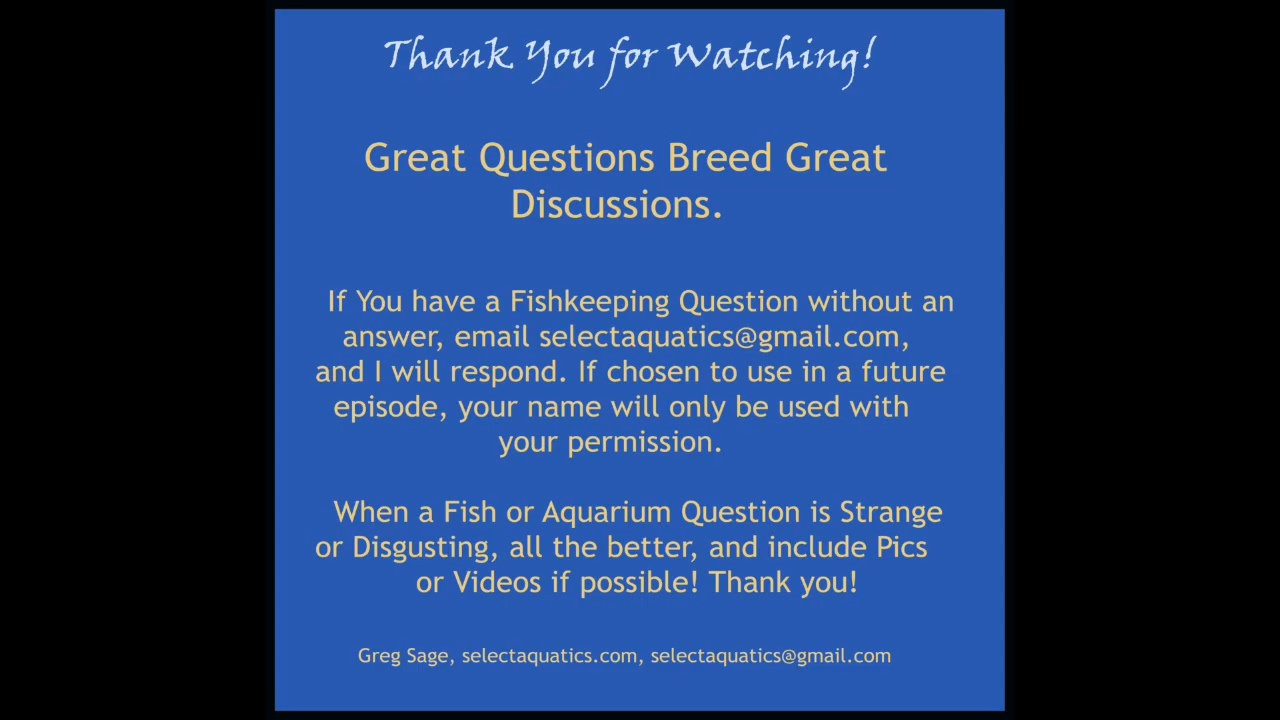 Thank You for Watching!
Great Questions Breed Great
Discussions.
If You have a Fishkeeping Question without an
answer, email selectaquatics@gmail.com,
and I will respond. If chosen to use in a future
episode, your name will only be used with
your permission.
When a Fish or Aquarium Question is Strange
or Disgusting, all the better, and include Pics
or Videos if possible! Thank you!
Greg Sage, selectaquatics.com, selectaquatics@gmail.com